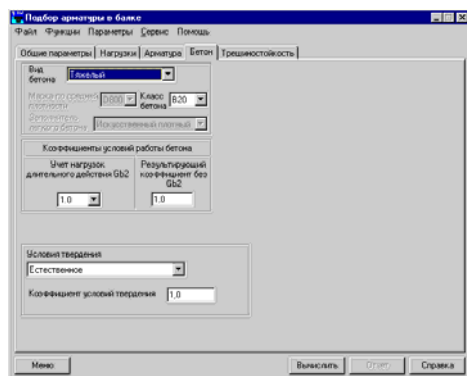 Подбор арматуры в балке
Файл Функции Параметры Сервис Помощь
Общие параметры Нагрузки Арматура Бетон Трещиностойкость
Вид бетона Тяжелый
Марка по средней плотности D800 Класс бетона B20
Заполнитель легкого бетона Искусственный плотный
Коэффициенты условий работы бетона
Учет нагрузок длительного действия Gb2
1.0
Результирующий коэффициент без Gb2
1.0
Условия твердения
Естественное
Коэффициент условий твердения 1,0
Меню Вычислить Отчет Справка